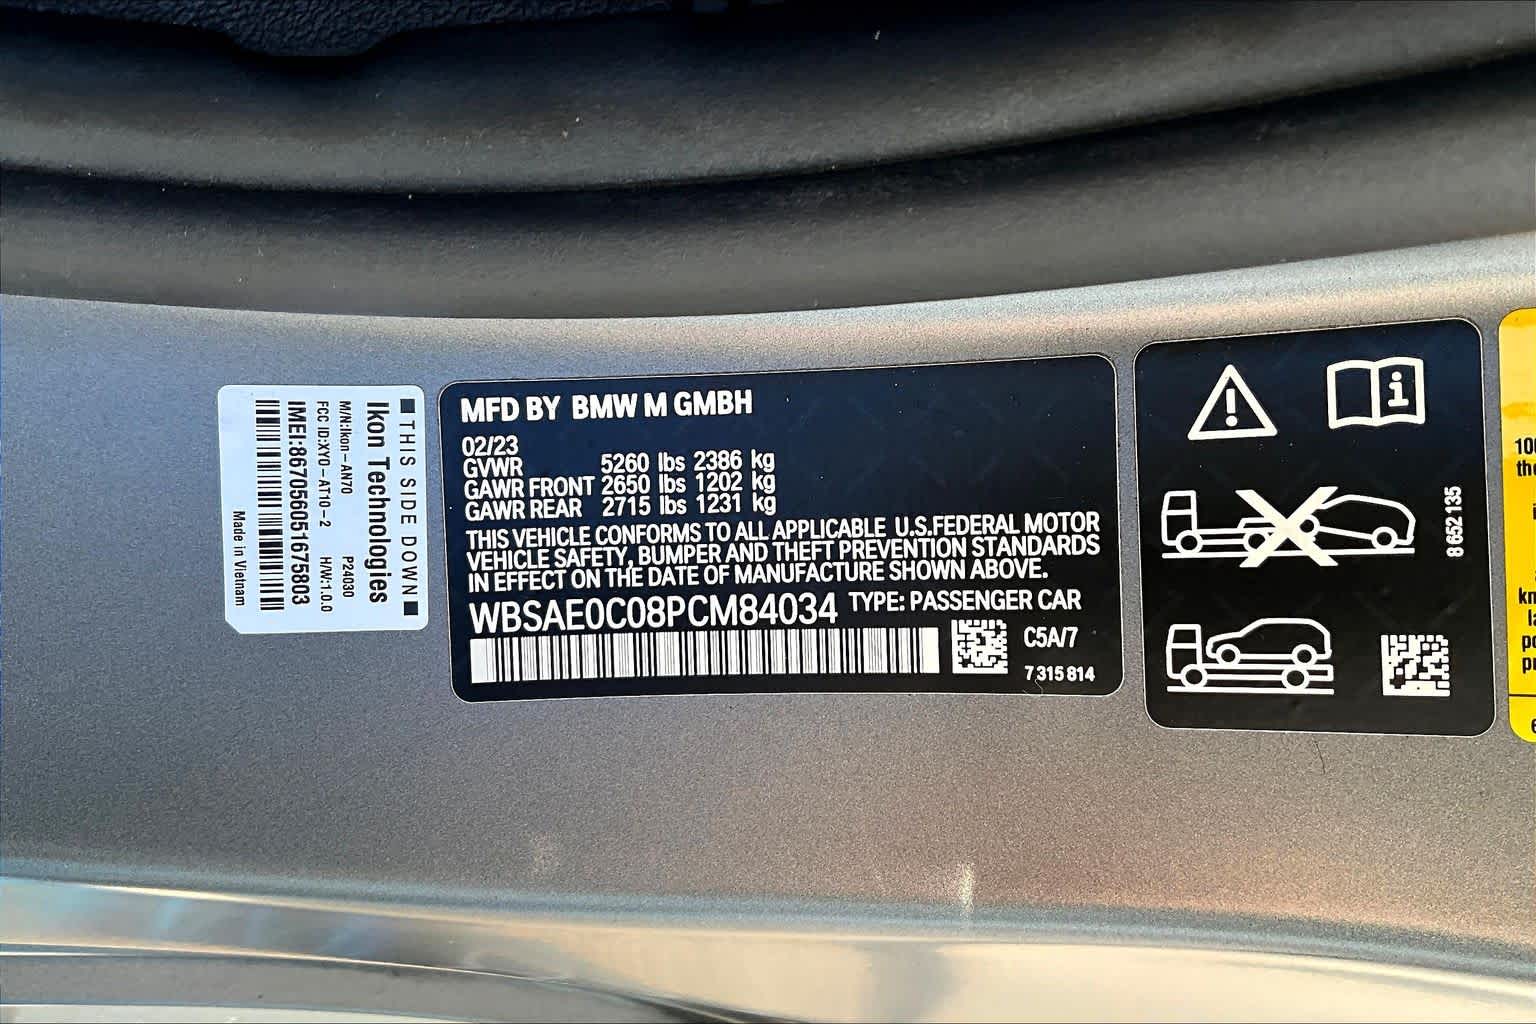 THIS SIDE DOWN
Ikon Technologies
M/N:Ikon-AN70 P24030
FCC ID:XYO-AT10-2 H/W:1.0.0
IMEI:867056051675803
Made in Vietnam
MFD BY BMW M GMBH
02/23
GVWR 5260 lbs 2386 kg
GAWR FRONT 2650 lbs 1202 kg
GAWR REAR 2715 lbs 1231 kg
THIS VEHICLE CONFORMS TO ALL APPLICABLE U.S.FEDERAL MOTOR
VEHICLE SAFETY, BUMPER AND THEFT PREVENTION STANDARDS
IN EFFECT ON THE DATE OF MANUFACTURE SHOWN ABOVE.
WBSAE0C08PCM84034 TYPE: PASSENGER CAR
C5A/7
7 315 814
8 652 135